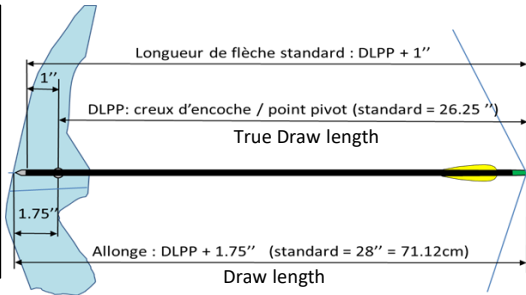 Longueur de flèche standard : DLPP + 1’’
1’’
DLPP: creux d’encoche / point pivot (standard = 26.25 ’’)
True Draw length
1.75’’
Allonge : DLPP + 1.75’’ (standard = 28’’ = 71.12cm)
Draw length